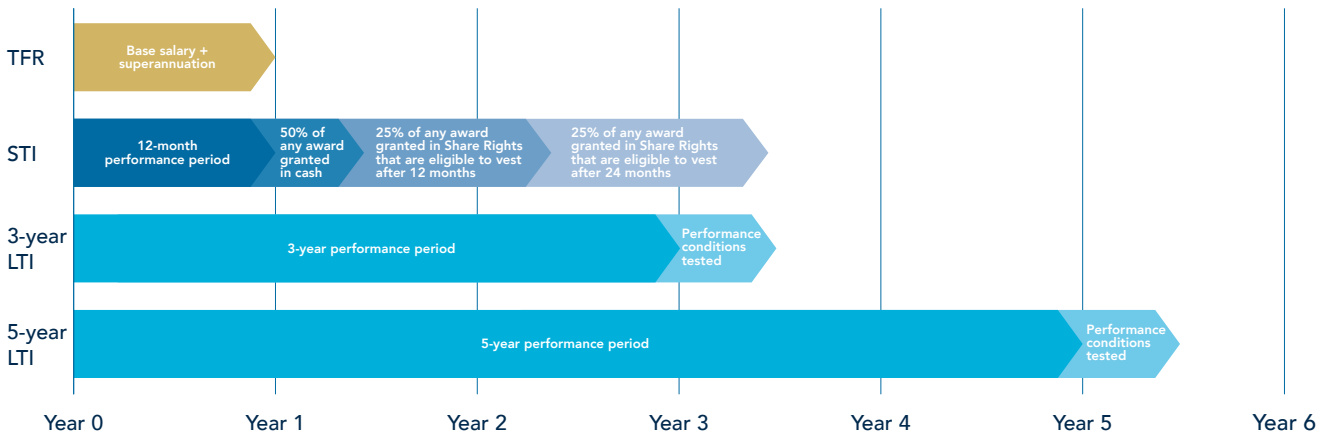 TFR
Base salary +
superannuation
STI
12-month
performance period
50% of
any award
granted
in cash
25% of any award
granted in Share Rights
that are eligible to vest
after 12 months
25% of any award
granted in Share Rights
that are eligible to vest
after 24 months
3-year
LTI
3-year performance period
Performance
conditions
tested
5-year
LTI
5-year performance period
Performance
conditions
tested
Year 0
Year 1
Year 2
Year 3
Year 4
Year 5
Year 6